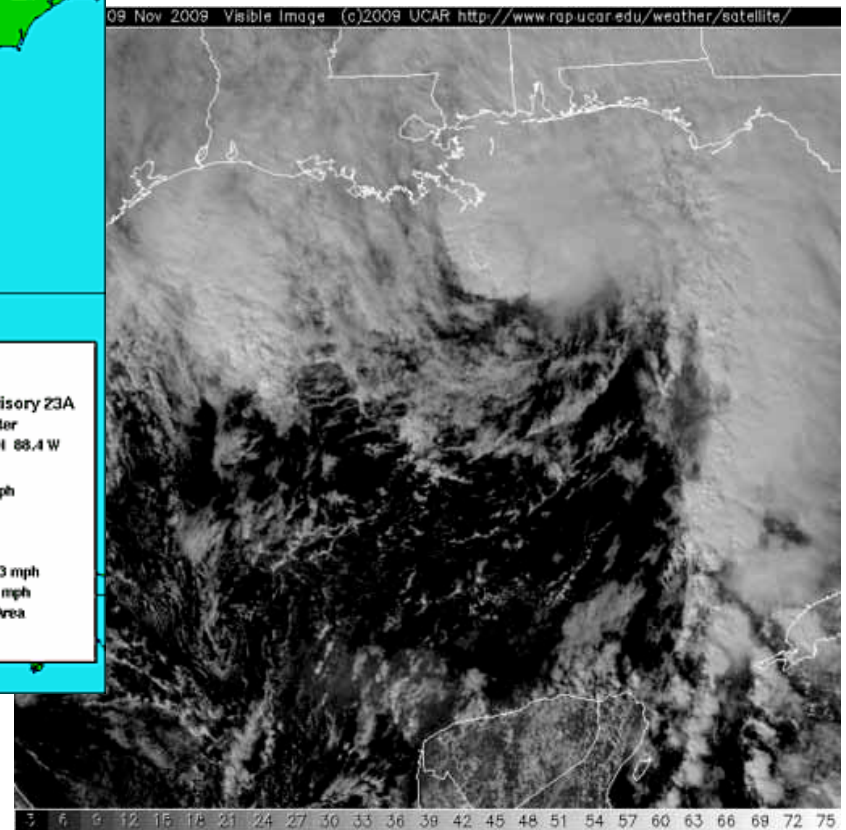 09 Nov 2009 Visible Image (c)2009 UCAR http://www.rap.ucar.edu/weather/satellite/
isory 23A
der
88.4 W
ph
3 mph
mph
Area
3 6 9 12 15 18 21 24 27 30 33 36 39 42 45 48 51 54 57 60 63 66 69 72 75